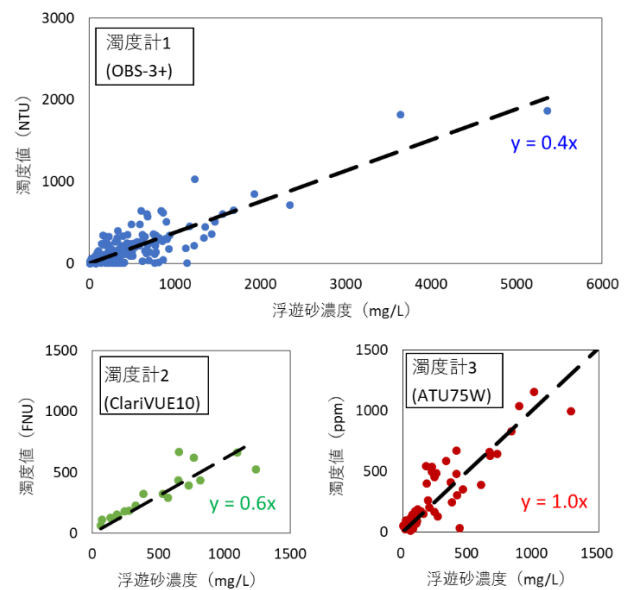 3000
2000
1000
0
濁度値（NTU）
濁度計1
(OBS-3+)
y = 0.4x
0
1000
2000
3000
4000
5000
6000
浮遊砂濃度（mg/L）
1500
1000
500
0
濁度値（FNU）
濁度計2
(ClariVUE10)
y = 0.6x
0
500
1000
1500
浮遊砂濃度（mg/L）
1500
1000
500
0
濁度値（ppm）
濁度計3
(ATU75W)
y = 1.0x
0
500
1000
1500
浮遊砂濃度（mg/L）